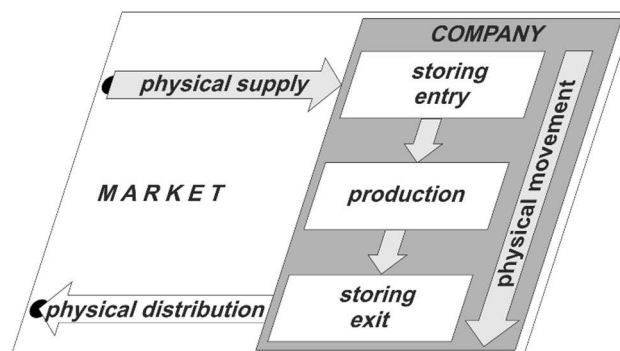 COMPANY
physical supply
storing
entry
MARKET
production
physical movement
physical distribution
storing
exit